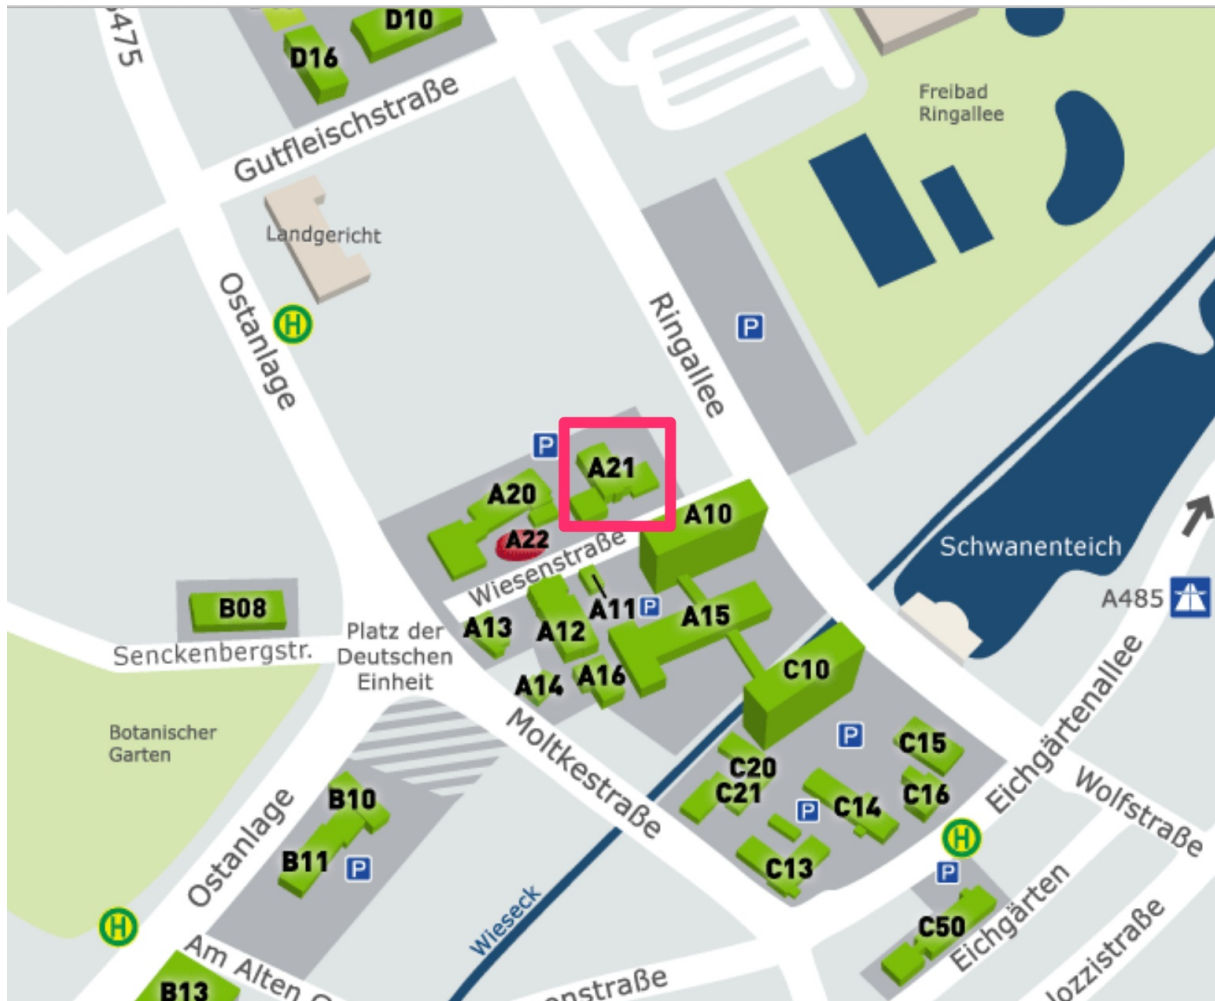 475
D16
D10
Gutfleischstraße
Freibad
Ringallee
Landgericht
H
Ostanlage
Ringallee
P
P
A21
A20
A22
A10
Wiesenstraße
Schwanenteich
A485
B08
A11
P
A15
A13
A12
Senckenbergstr.
Platz der
Deutschen
Einheit
A14
A16
C10
Botanischer
Garten
Moltkestraße
P
C15
C20
C21
C14
C16
P
Eichgärtenallee
Wolfstraße
B10
B11
P
Ostanlage
C13
H
P
Wieseck
C50
Eichgärten
H
Am Alten
B13